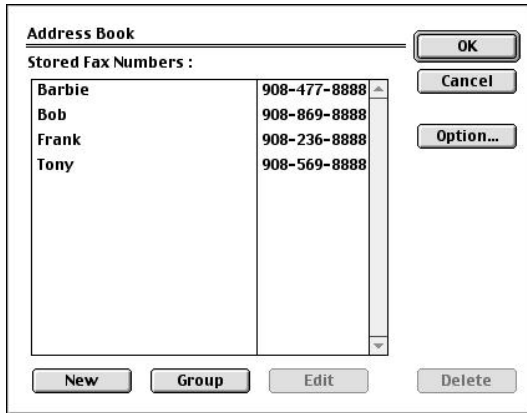 Address Book
OK
Stored Fax Numbers :
Cancel
Barbie 908-477-8888
Bob 908-869-8888
Frank 908-236-8888
Option...
Tony 908-569-8888
New Group Edit Delete